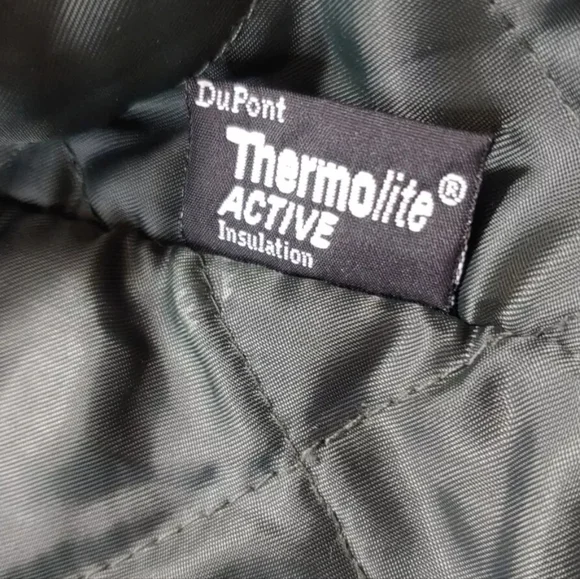 DuPont
Thermolite®
ACTIVE
Insulation